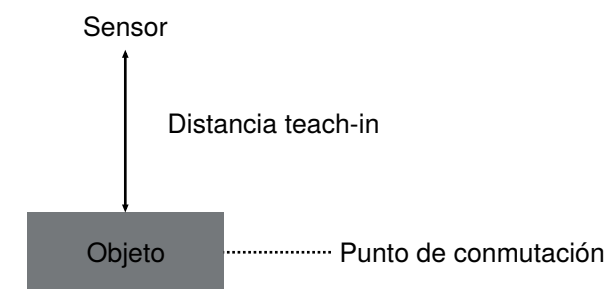 Sensor
Distancia teach-in
Objeto
Punto de conmutación